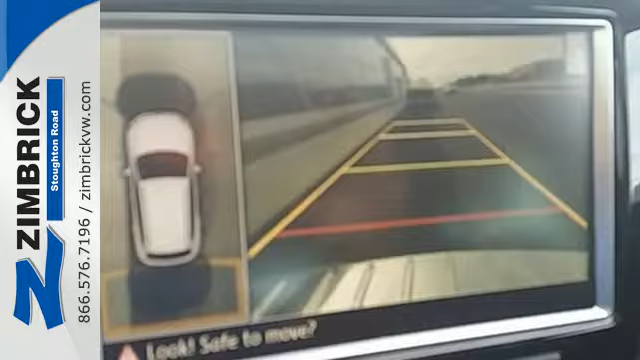 ZIMBRICK
Stoughton Road
866.576.7196 / zimbrickvw.com
Look! Safe to move?